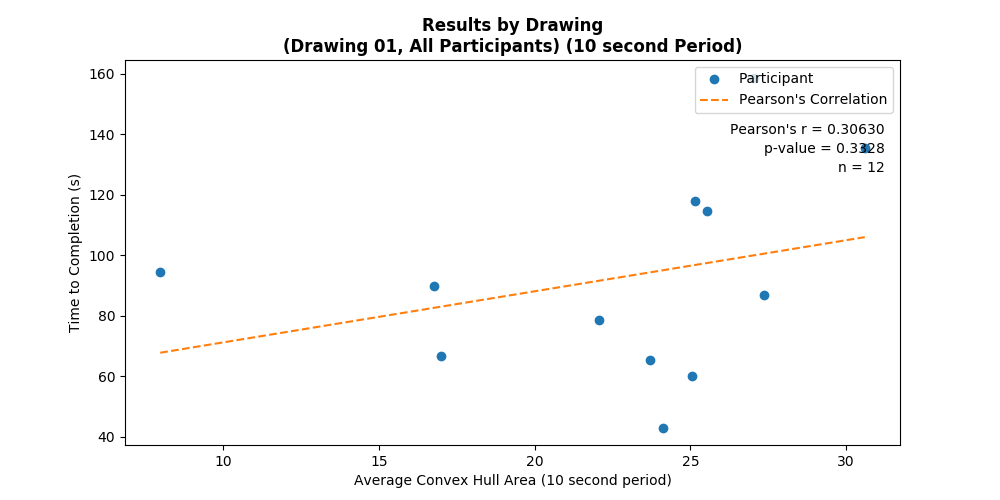 Results by Drawing
(Drawing 01, All Participants) (10 second Period)
160
140
120
100
80
60
40
Time to Completion (s)
Participant
Pearson's Correlation
Pearson's r = 0.30630
p-value = 0.3328
n = 12
10
15
20
25
30
Average Convex Hull Area (10 second period)